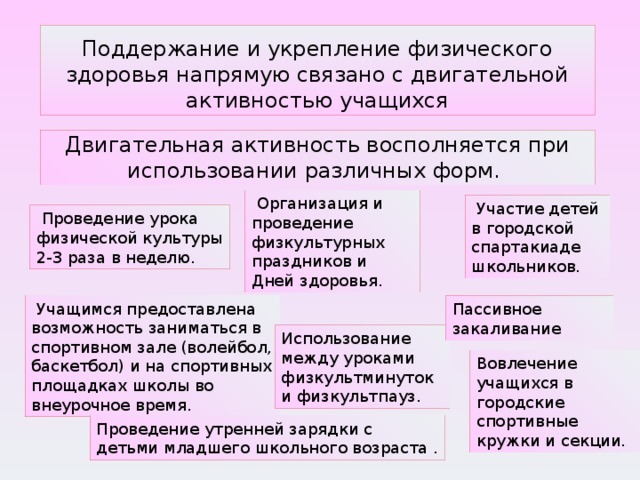 Поддержание и укрепление физического
здоровья напрямую связано с двигательной
активностью учащихся
Двигательная активность восполняется при
использовании различных форм.
Проведение урока
физической культуры
2-3 раза в неделю.
Организация и
проведение
физкультурных
праздников и
Дней здоровья.
Участие детей
в городской
спартакиаде
школьников.
Учащимся предоставлена
возможность заниматься в
спортивном зале (волейбол,
баскетбол) и на спортивных
площадках школы во
внеурочное время.
Использование
между уроками
физкультминуток
и физкультпауз.
Пассивное
закаливание
Вовлечение
учащихся в
городские
спортивные
кружки и секции.
Проведение утренней зарядки с
детьми младшего школьного возраста .